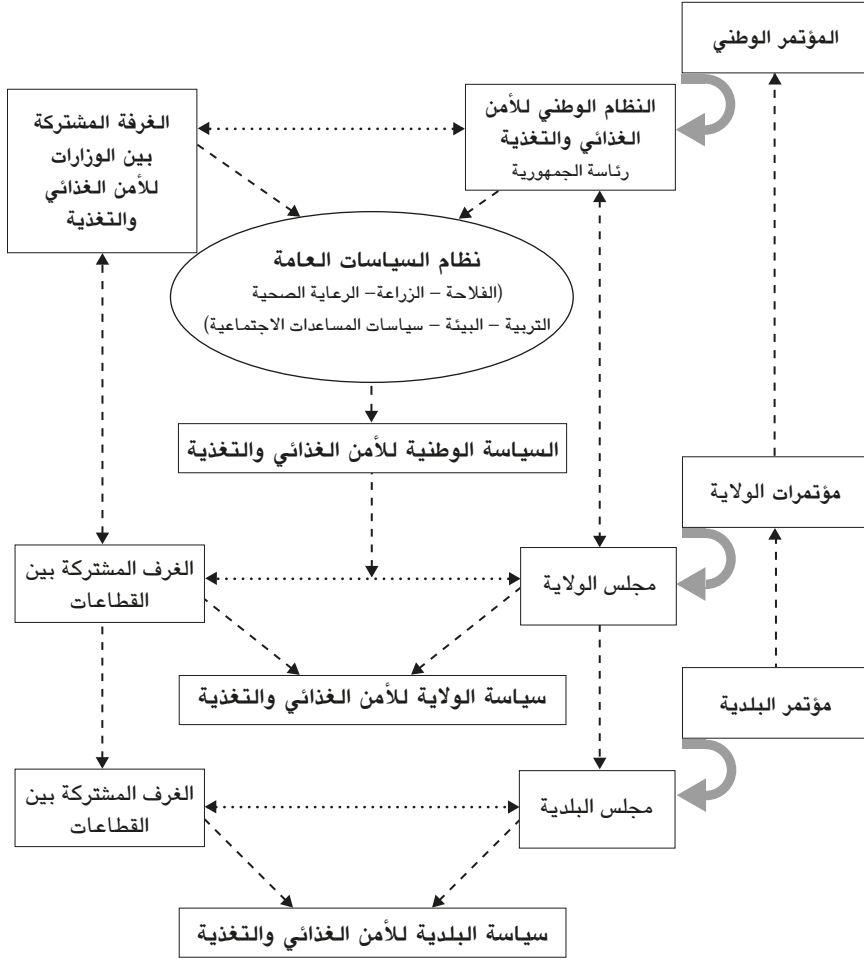 المؤتمر الوطني
النظام الوطني للأمن
الغذائي والتغذية
رئاسة الجمهورية
الغرفة المشتركة
بين الوزارات
للأمن الغذائي
والتغذية
نظام السياسات العامة
(الفلاحة – الزراعة– الرعاية الصحية
التربية – البيئة – سياسات المساعدات الاجتماعية)
السياسة الوطنية للأمن الغذائي والتغذية
مؤتمرات الولاية
مجلس الولاية
الغرف المشتركة بين
القطاعات
سياسة الولاية للأمن الغذائي والتغذية
مؤتمر البلدية
مجلس البلدية
الغرف المشتركة بين
القطاعات
سياسة البلدية للأمن الغذائي والتغذية